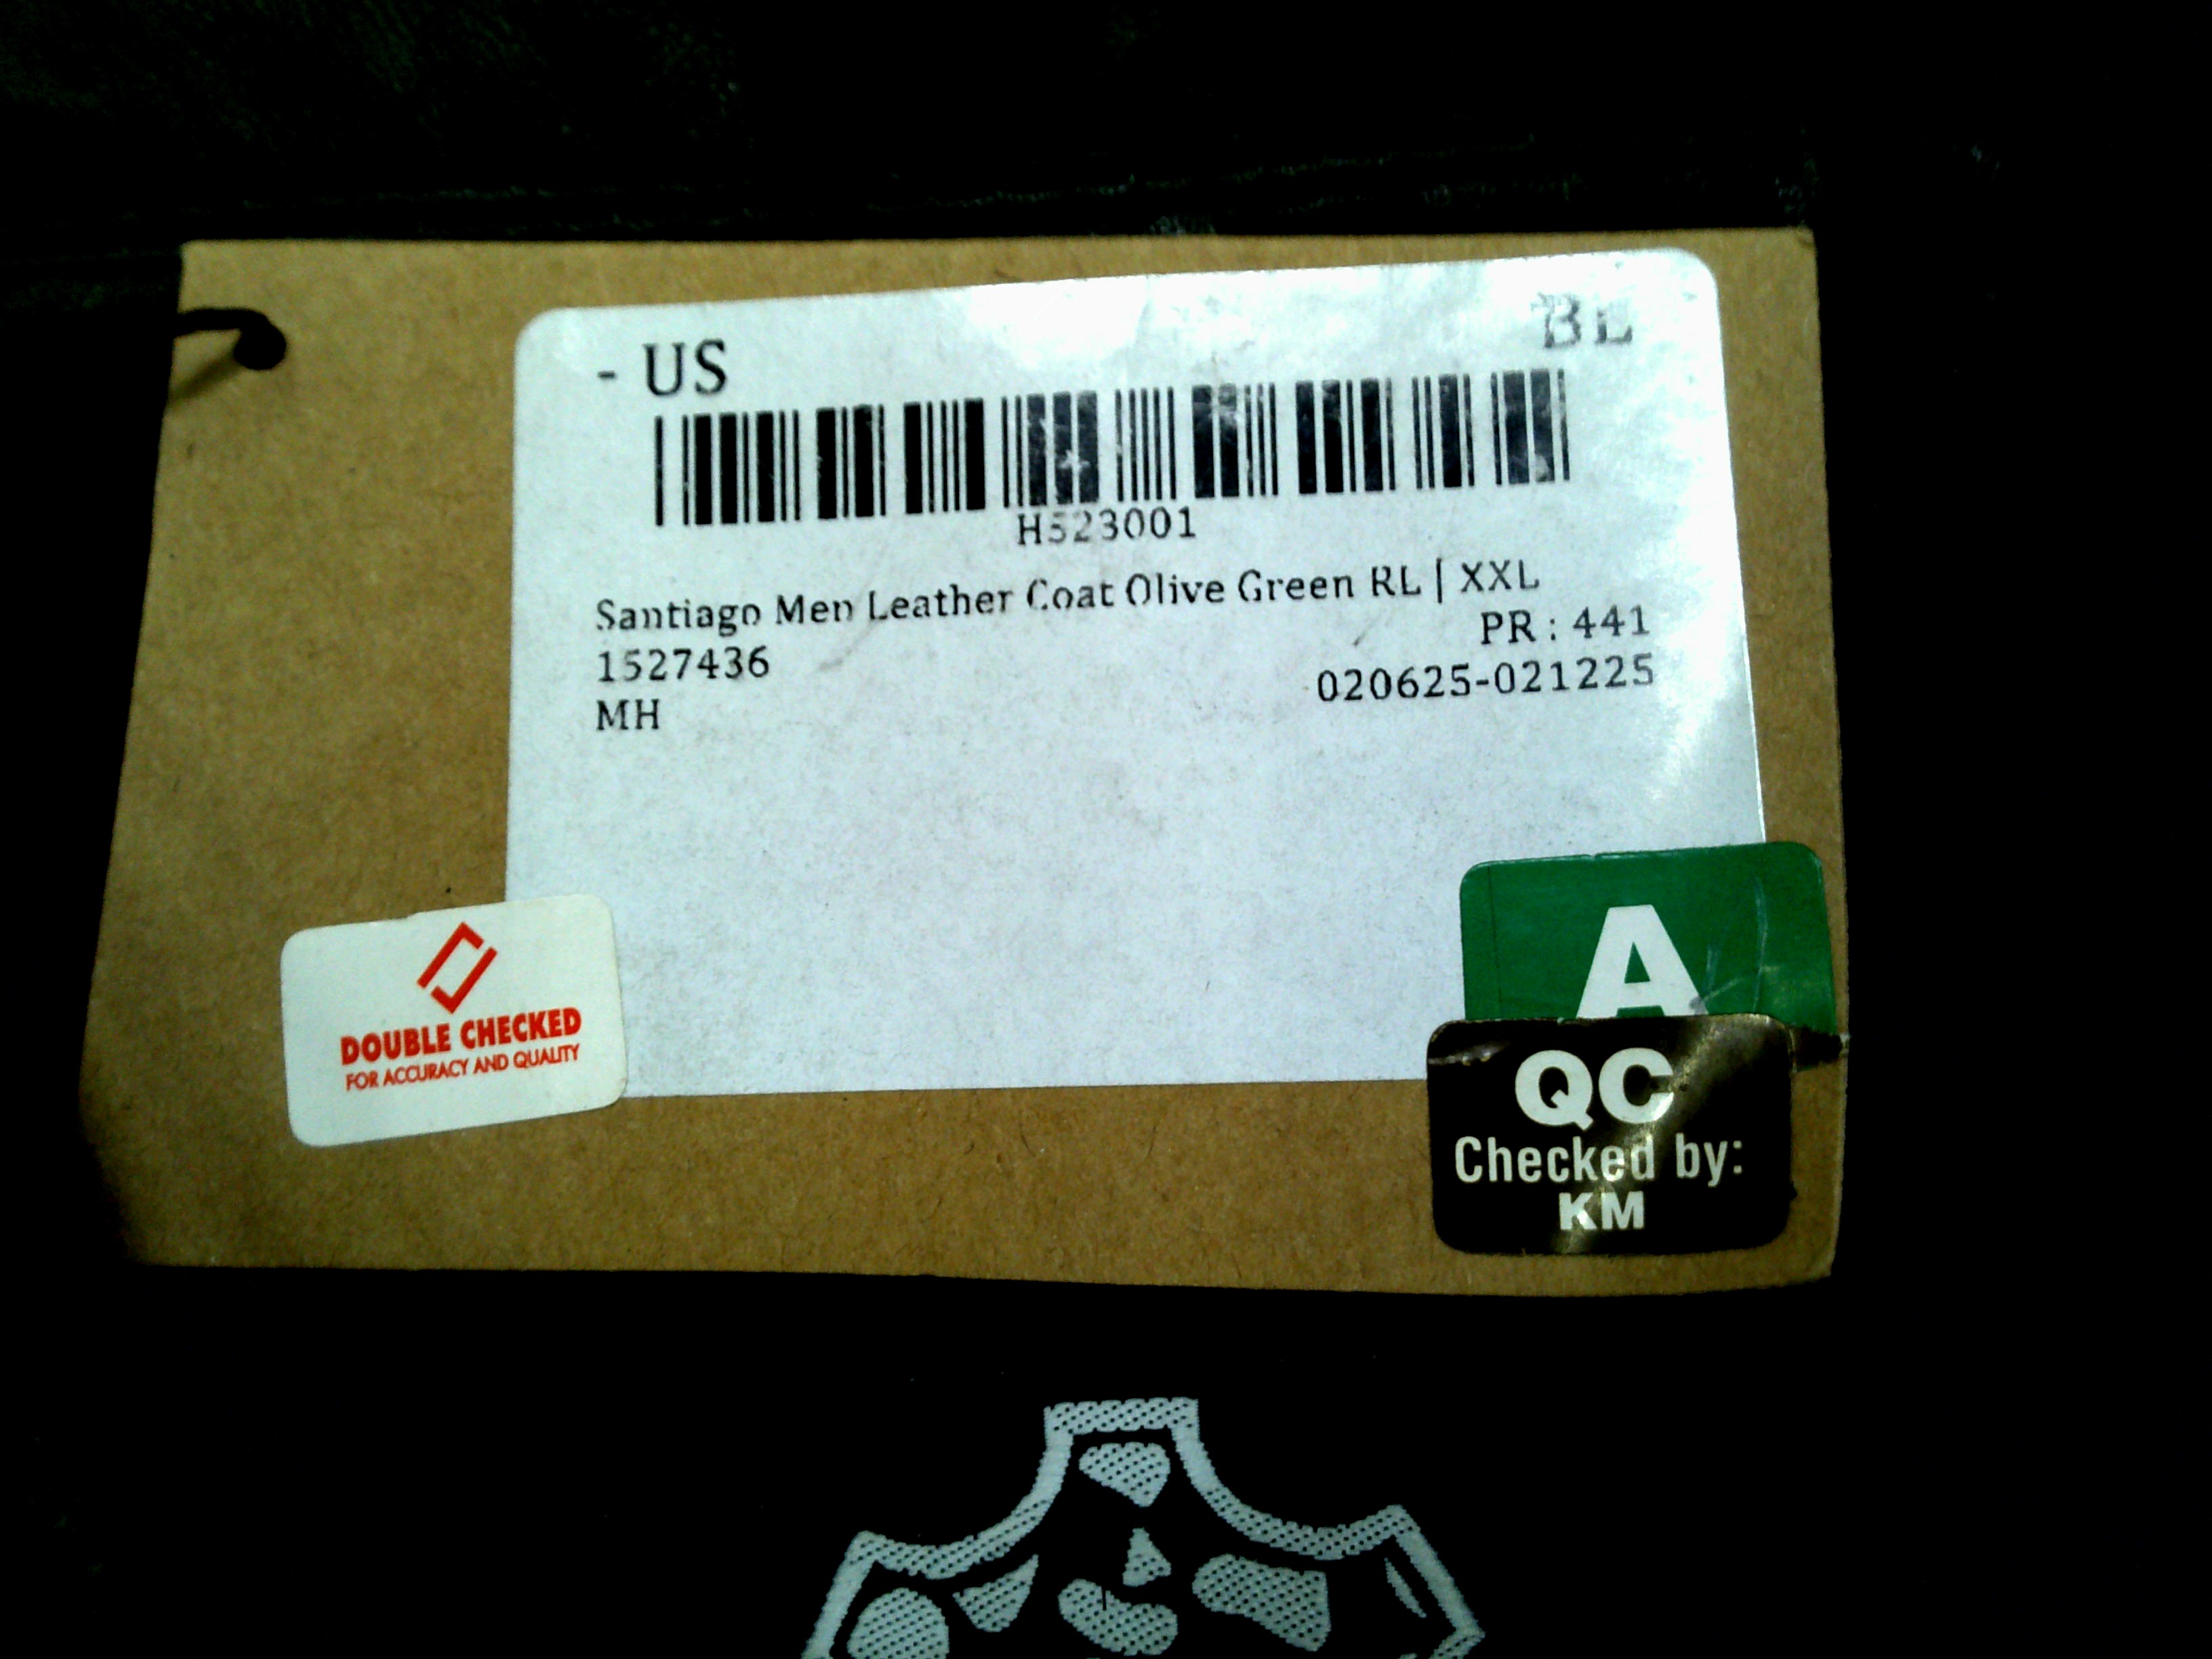 - US BL
H523001
Santiago Men Leather Coat Olive Green RL | XXL
PR : 441
1527436
020625-021225
MH
A
DOUBLE CHECKED
FOR ACCURACY AND QUALITY
QC
Checked by:
KM